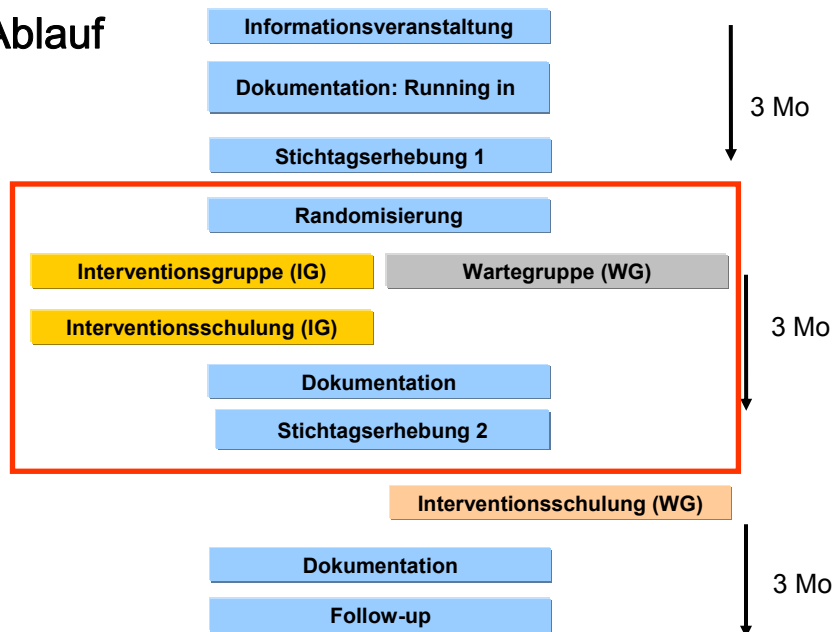 Ablauf
Informationsveranstaltung
Dokumentation: Running in
3 Mo
Stichtagserhebung 1
Randomisierung
Interventionsgruppe (IG)
Wartegruppe (WG)
Interventionsschulung (IG)
3 Mo
Dokumentation
Stichtagserhebung 2
Interventionsschulung (WG)
Dokumentation
3 Mo
Follow-up